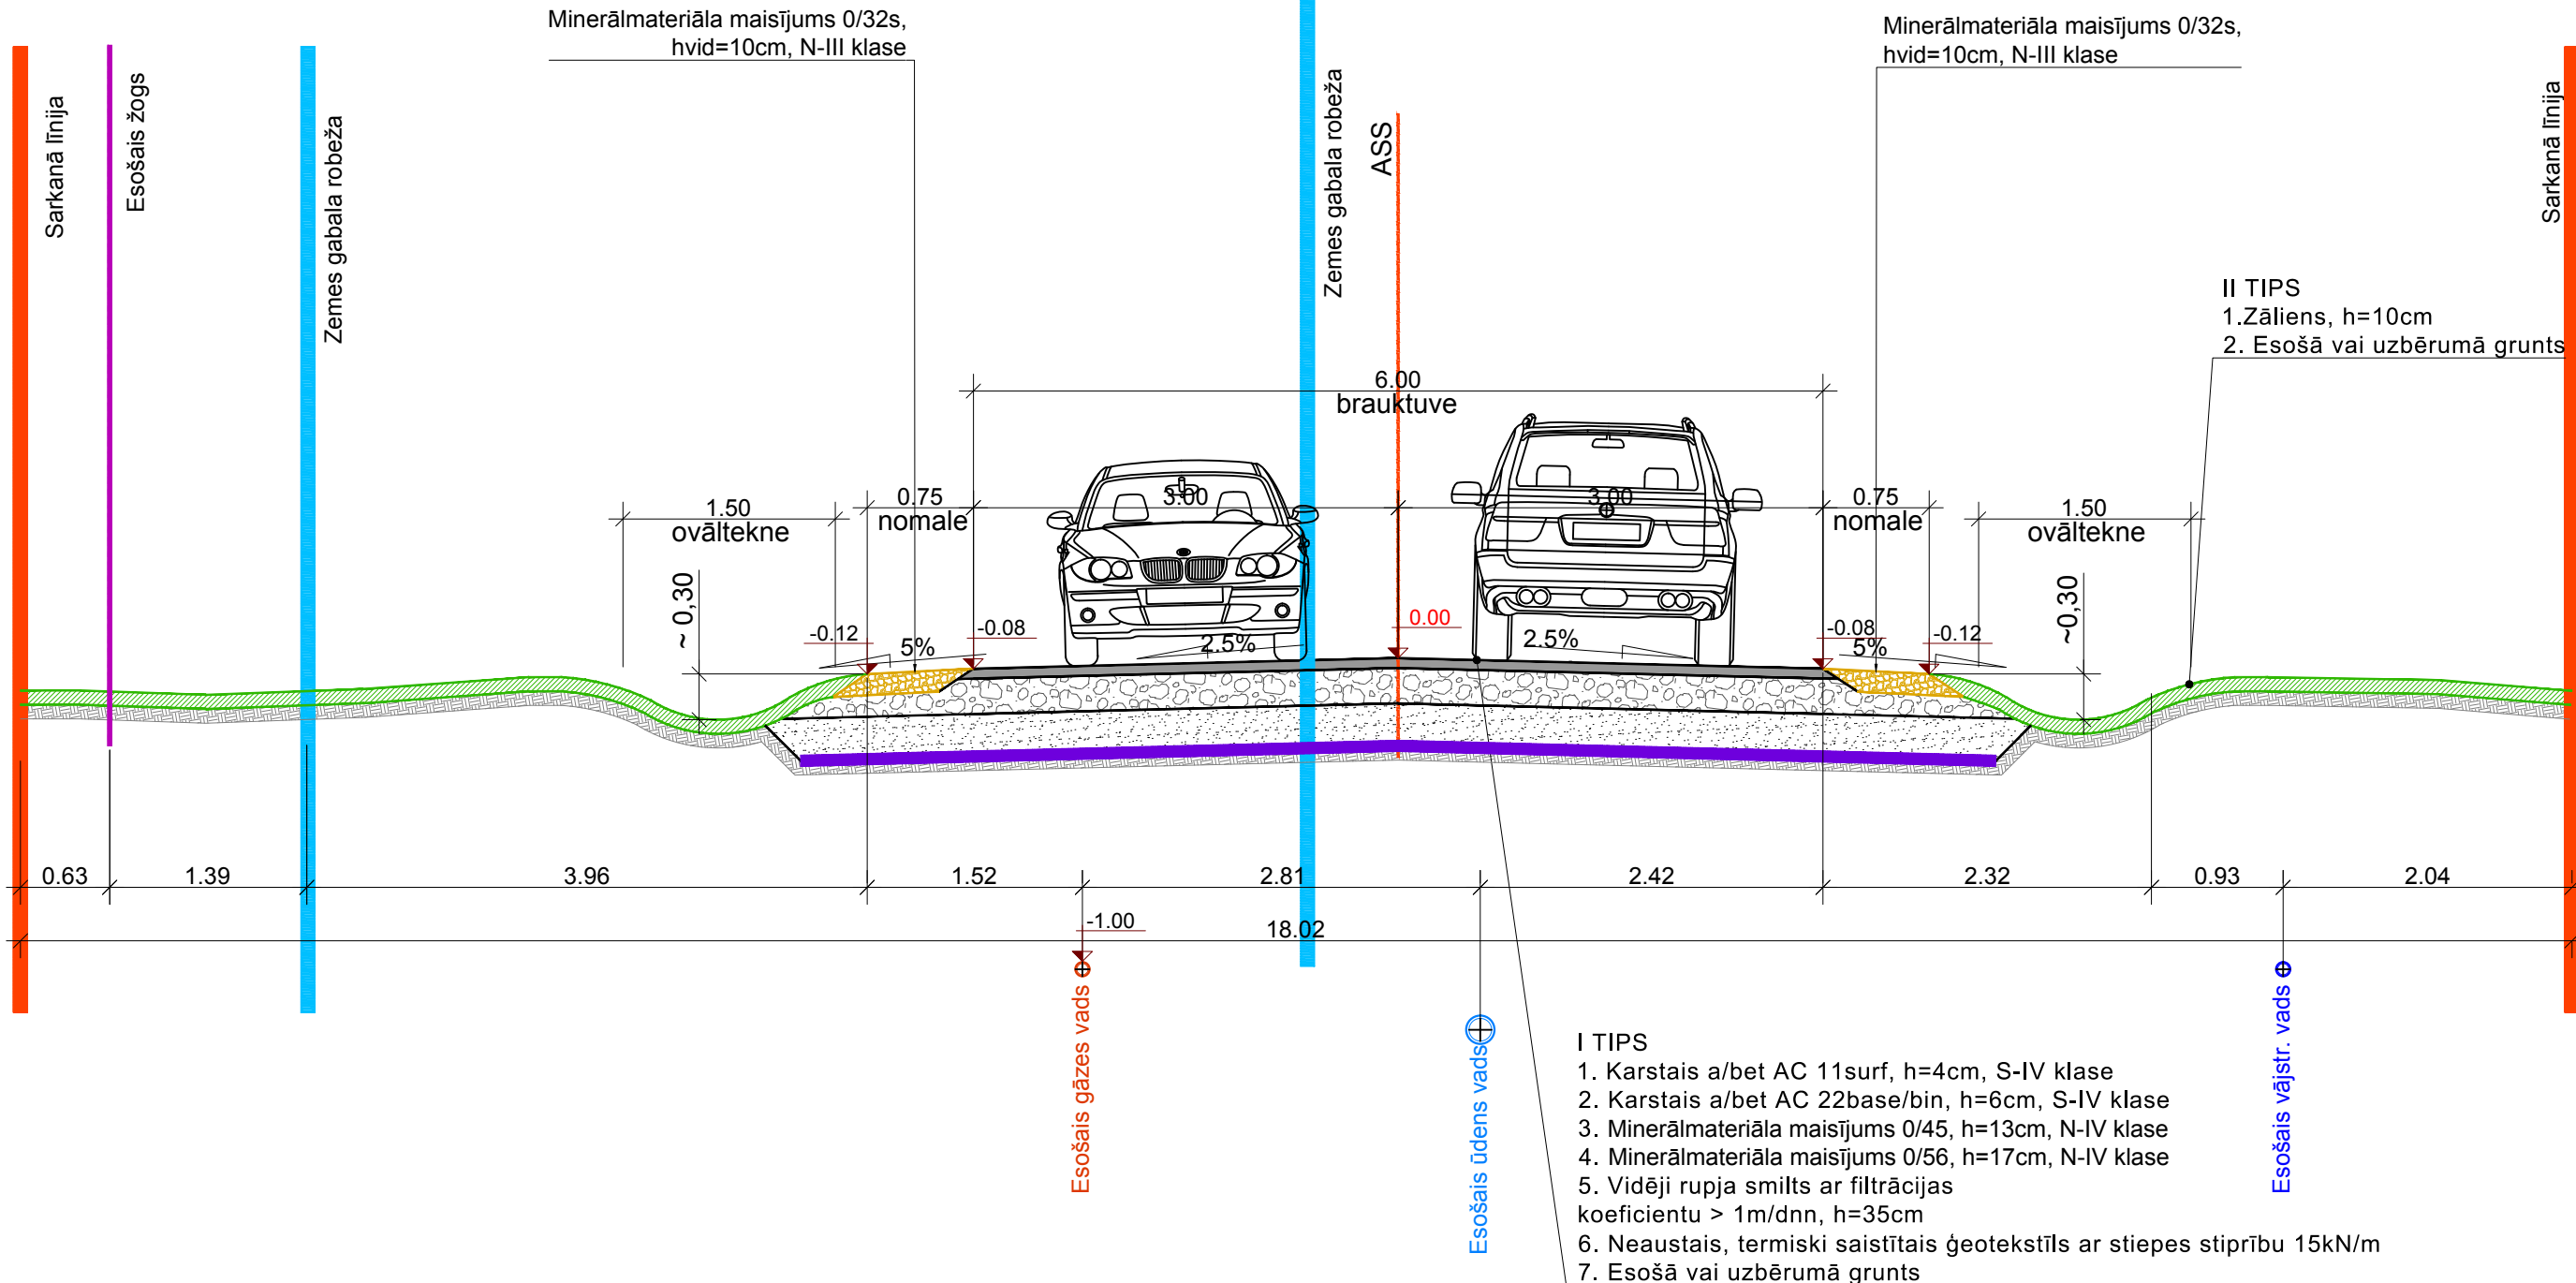 Minerālmateriāla maisījums 0/32s,
hvid=10cm, N-III klase
Minerālmateriāla maisījums 0/32s,
hvid=10cm, N-III klase
Sarkanā līnija
Esošais žogs
Zemes gabala robeža
Zemes gabala robeža
ASS
Sarkanā līnija
II TIPS
1.Zāliens, h=10cm
2. Esošā vai uzbērumā grunts
6.00
brauktuve
1.50
ovāltekne
0.75
nomale
3.00
3.00
0.75
nomale
1.50
ovāltekne
~ 0,30
~0,30
-0.12
5%
-0.08
2.5%
0.00
2.5%
-0.08
5%
-0.12
0.63
1.39
3.96
1.52
2.81
2.42
2.32
0.93
2.04
-1.00
18.02
Esošais gāzes vads
Esošais ūdens vads
Esošais vājstr. vads
I TIPS
1. Karstais a/bet AC 11surf, h=4cm, S-IV klase
2. Karstais a/bet AC 22base/bin, h=6cm, S-IV klase
3. Minerālmateriāla maisījums 0/45, h=13cm, N-IV klase
4. Minerālmateriāla maisījums 0/56, h=17cm, N-IV klase
5. Vidēji rupja smilts ar filtrācijas
koeficientu > 1m/dnn, h=35cm
6. Neaustais, termiski saistītais ģeotekstīls ar stiepes stiprību 15kN/m
7. Esošā vai uzbērumā grunts